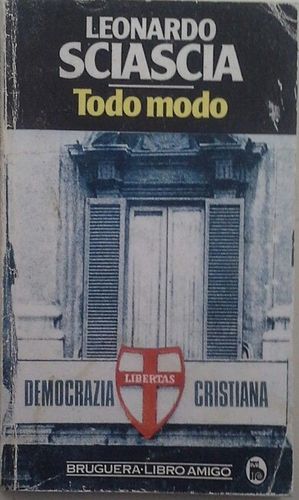 LEONARDO
SCIASCIA
Todo modo
DEMOCRAZIA
LIBERTAS
CRISTIANA
BRUGUERA·LIBRO AMIGO